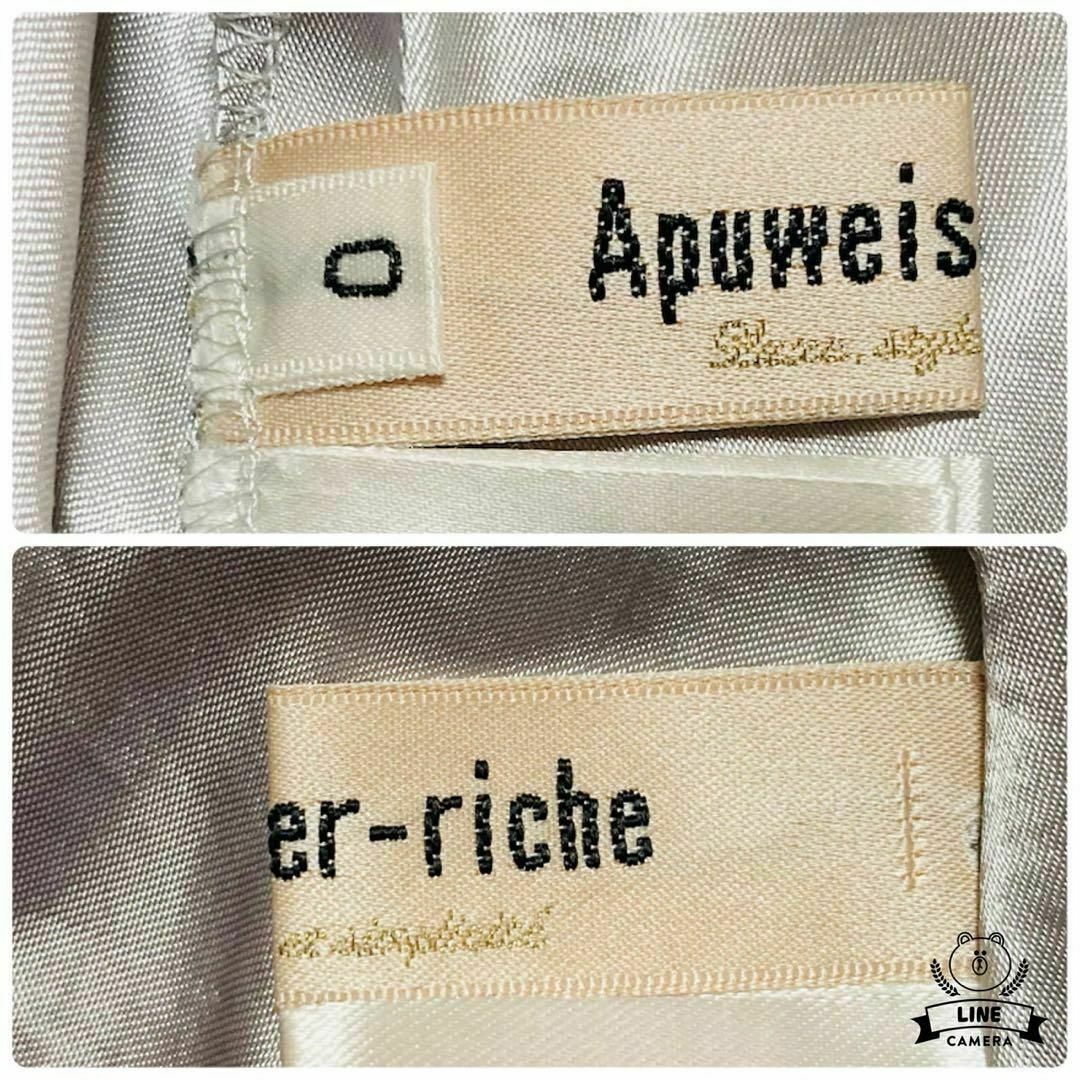 0
Apuweis
er-riche
LINE
CAMERA